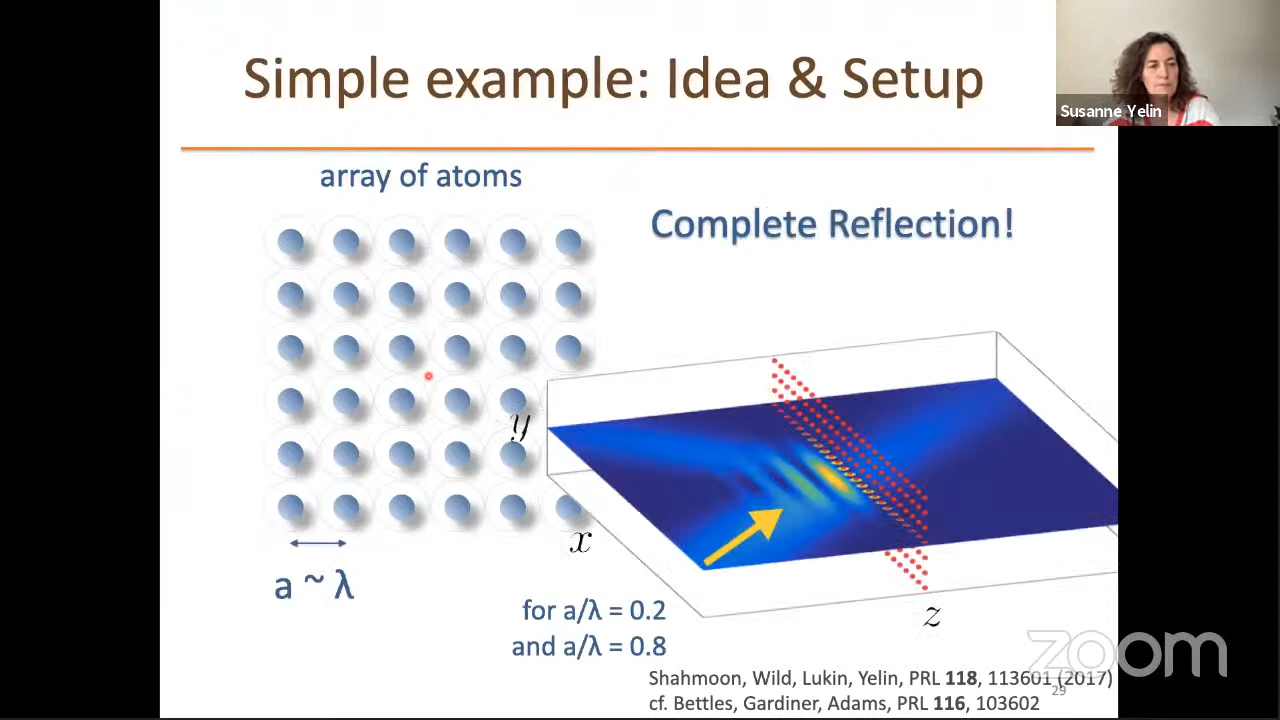 Simple example: Idea & Setup
Susanne Yelin
array of atoms
Complete Reflection!
y
x
z
a ~ λ
for a/λ = 0.2
and a/λ = 0.8
Shahmoon, Wild, Lukin, Yelin, PRL 118, 113601 (2017)
29
cf. Bettles, Gardiner, Adams, PRL 116, 103602
zoom